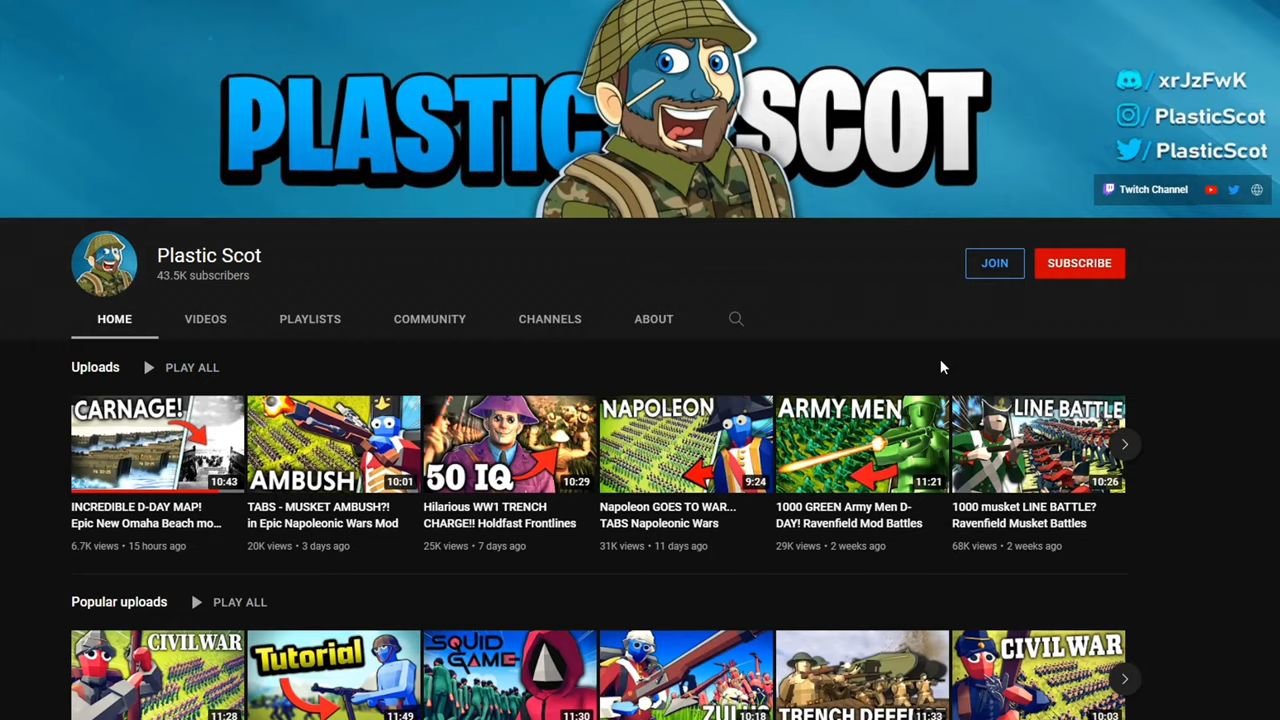 PLASTIC SCOT
/ xrJzFwK
/ PlasticScot
/ PlasticScot
Twitch Channel
Plastic Scot
43.5K subscribers
JOIN
SUBSCRIBE
HOME
VIDEOS
PLAYLISTS
COMMUNITY
CHANNELS
ABOUT
Uploads
PLAY ALL
CARNAGE!
10:43
AMBUSH
10:01
50 IQ
10:29
NAPOLEON
9:24
ARMY MEN
11:21
LINE BATTLE
10:26
INCREDIBLE D-DAY MAP!
Epic New Omaha Beach mo...
6.7K views • 15 hours ago
TABS - MUSKET AMBUSH?!
in Epic Napoleonic Wars Mod
20K views • 3 days ago
Hilarious WW1 TRENCH
CHARGE!! Holdfast Frontlines
25K views • 7 days ago
Napoleon GOES TO WAR...
TABS Napoleonic Wars
31K views • 11 days ago
1000 GREEN Army Men D-
DAY! Ravenfield Mod Battles
29K views • 2 weeks ago
1000 musket LINE BATTLE?
Ravenfield Musket Battles
68K views • 2 weeks ago
Popular uploads
PLAY ALL
CIVIL WAR
11:28
Tutorial
11:49
SQUID
GAME
11:30
10:18
TRENCH
11:33
CIVIL WAR
10:03